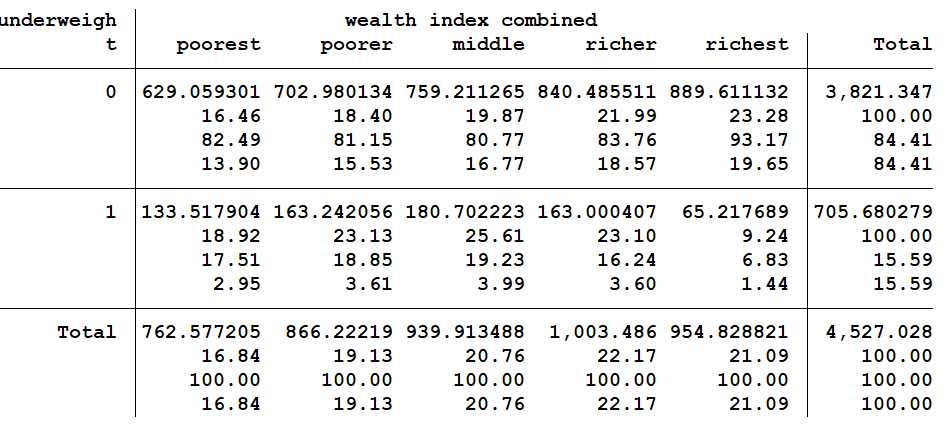 underweigh wealth index combined
t poorest poorer middle richer richest Total
0 629.059301 702.980134 759.211265 840.485511 889.611132 3,821.347
16.46 18.40 19.87 21.99 23.28 100.00
82.49 81.15 80.77 83.76 93.17 84.41
13.90 15.53 16.77 18.57 19.65 84.41
1 133.517904 163.242056 180.702223 163.000407 65.217689 705.680279
18.92 23.13 25.61 23.10 9.24 100.00
17.51 18.85 19.23 16.24 6.83 15.59
2.95 3.61 3.99 3.60 1.44 15.59
Total 762.577205 866.22219 939.913488 1,003.486 954.828821 4,527.028
16.84 19.13 20.76 22.17 21.09 100.00
100.00 100.00 100.00 100.00 100.00 100.00
16.84 19.13 20.76 22.17 21.09 100.00